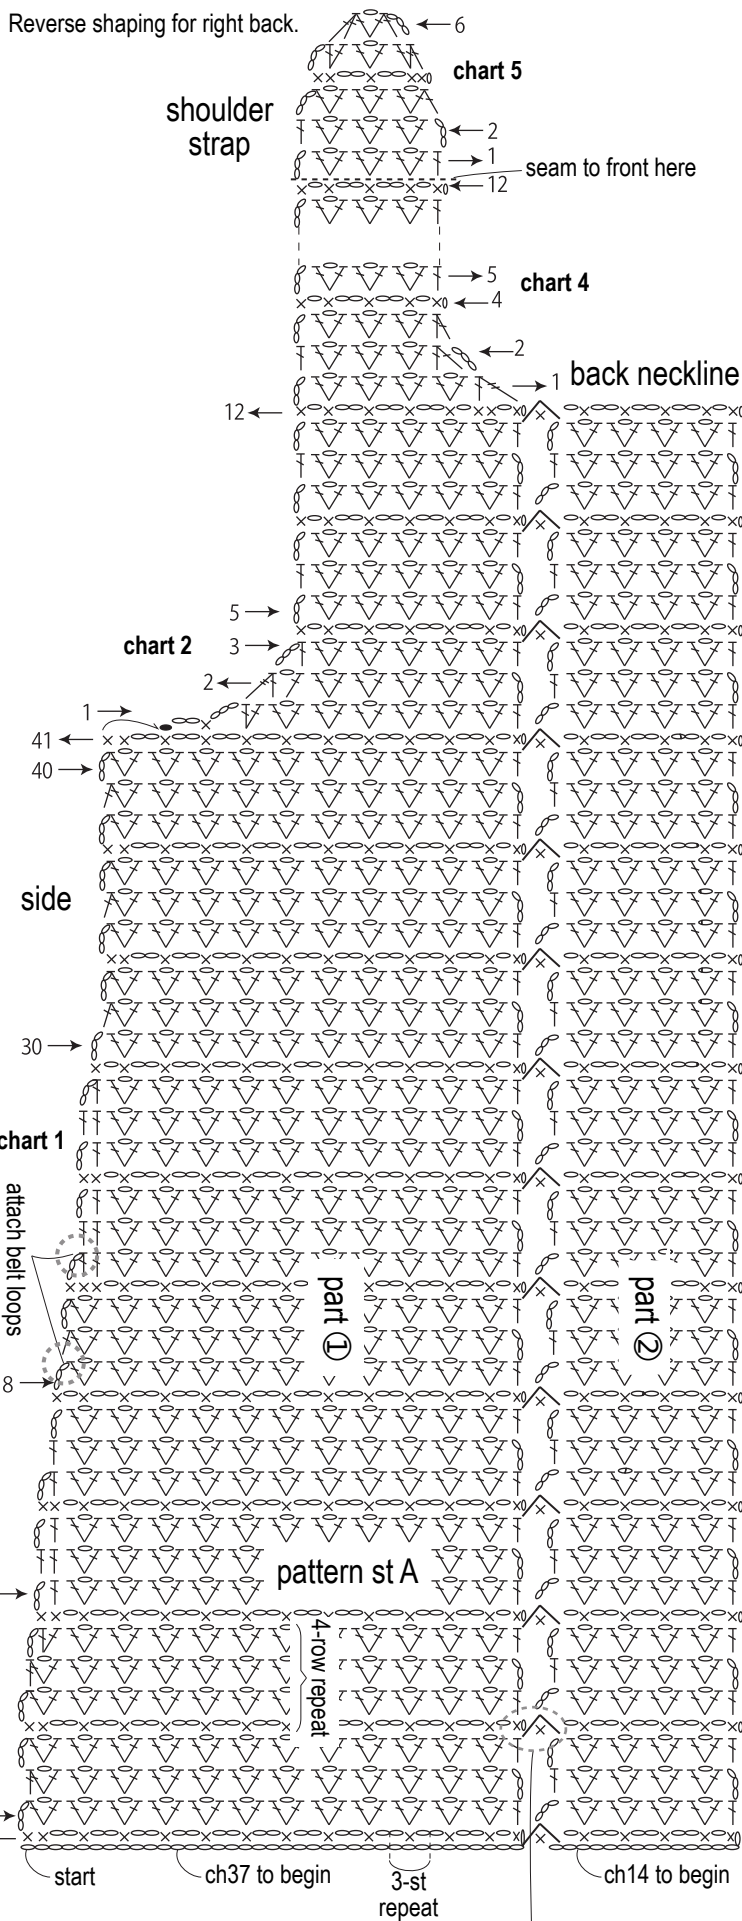 Reverse shaping for right back.
6
chart 5
shoulder
strap
2
1
seam to front here
12
5
chart 4
4
2
1
back neckline
12
5
chart 2
3
2
1
41
40
side
30
chart 1
attach belt loops
part ①
part ②
8
pattern st A
4-row repeat
start
ch37 to begin
3-st
repeat
ch14 to begin